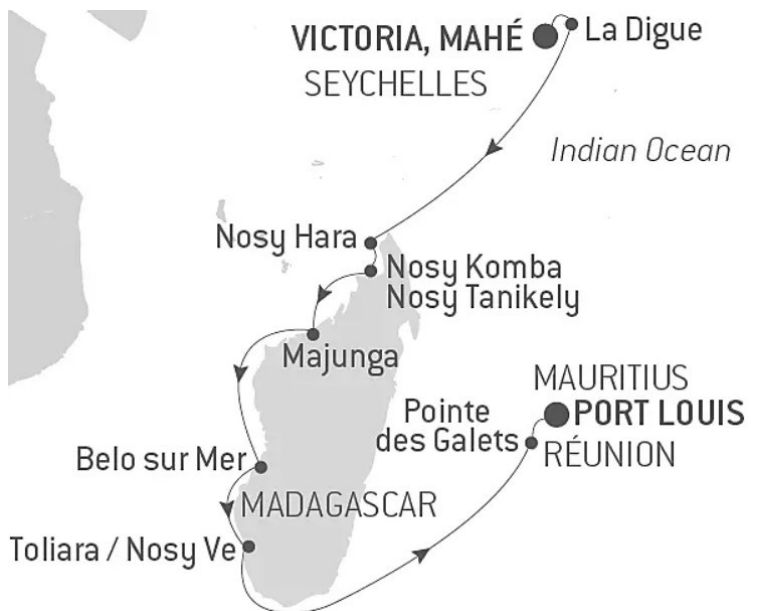 VICTORIA, MAHÉ
La Digue
SEYCHELLES
Indian Ocean
Nosy Hara
Nosy Komba
Nosy Tanikely
Majunga
MAURITIUS
PORT LOUIS
Pointe
des Galets
RÉUNION
Belo sur Mer
MADAGASCAR
Toliara / Nosy Ve